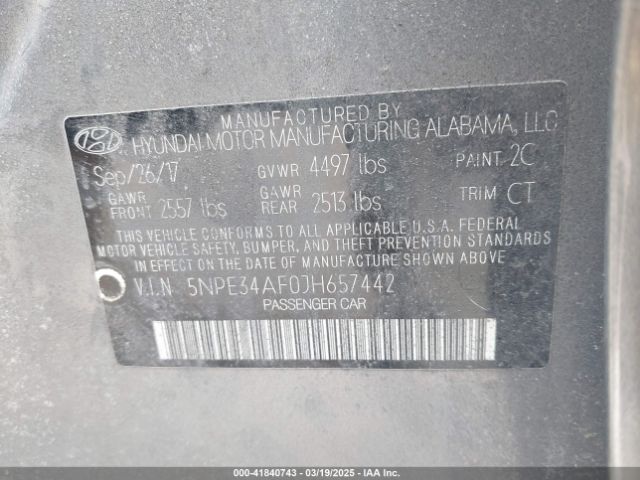 MANUFACTURED BY
HYUNDAI MOTOR MANUFACTURING ALABAMA, LLC
Sep/26/17 GVWR 4497 lbs PAINT 2C
GAWR FRONT 2557 lbs GAWR REAR 2513 lbs TRIM CT
THIS VEHICLE CONFORMS TO ALL APPLICABLE U.S.A. FEDERAL
MOTOR VEHICLE SAFETY, BUMPER, AND THEFT PREVENTION
STANDARDS IN EFFECT ON THE DATE OF MANUFACTURE SHOWN ABOVE
V.I.N 5NPE34AF0JH657442
PASSENGER CAR
000-41840743 / 03/19/2025 - IAA Inc.